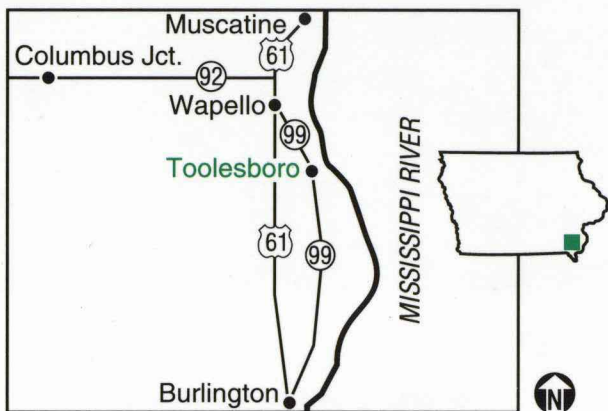 Muscatine
Columbus Jct.
61
92
Wapello
99
Toolesboro
61
99
MISSISSIPPI RIVER
Burlington
N